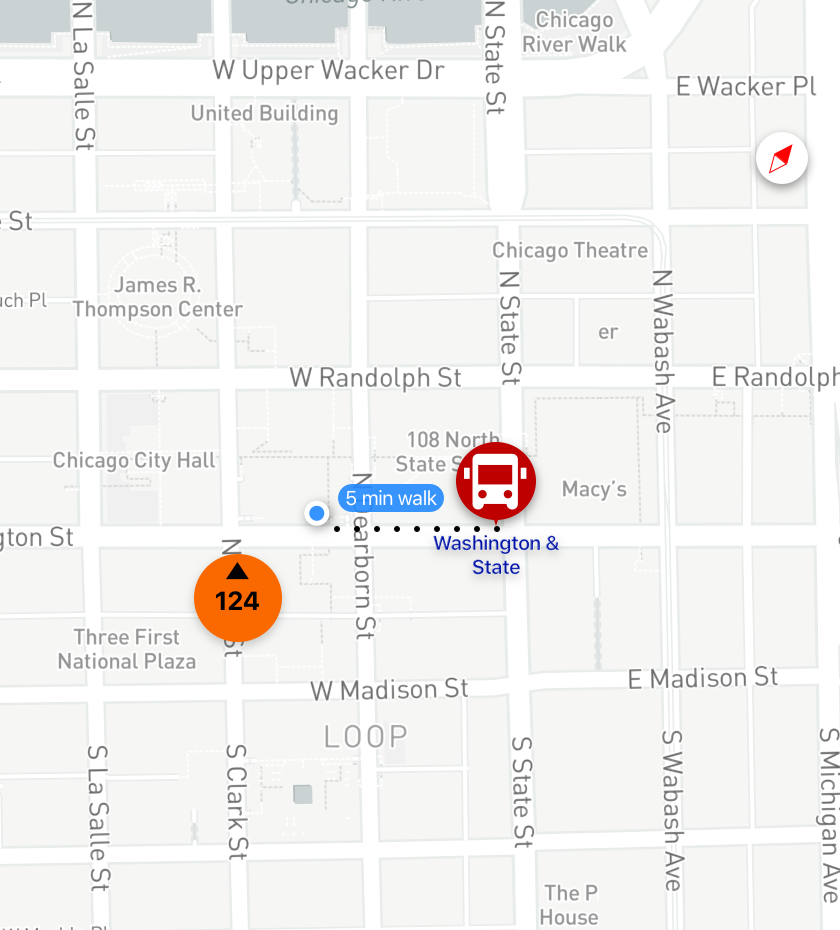 N La Salle St
N State St
Chicago
River Walk
W Upper Wacker Dr
E Wacker Pl
United Building
St
Chicago Theatre
James R.
Thompson Center
uch Pl
N State St
N Wabash Ave
er
W Randolph St
E Randolph
108 North
State S
Chicago City Hall
Macy's
5 min walk
N Dearborn St
gton St
Washington &
State
N
124
St
Three First
National Plaza
W Madison St
E Madison St
LOOP
S La Salle St
S Clark St
S State St
S Wabash Ave
S Michigan Ave
The P
House